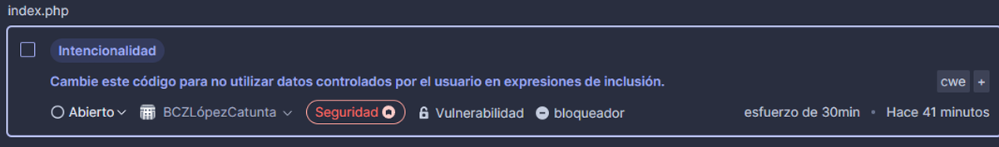 index.php
Intencionalidad
Cambie este código para no utilizar datos controlados por el usuario en expresiones de inclusión.
cwe +
Abierto BCZLópezCatunta Seguridad Vulnerabilidad bloqueador esfuerzo de 30min • Hace 41 minutos